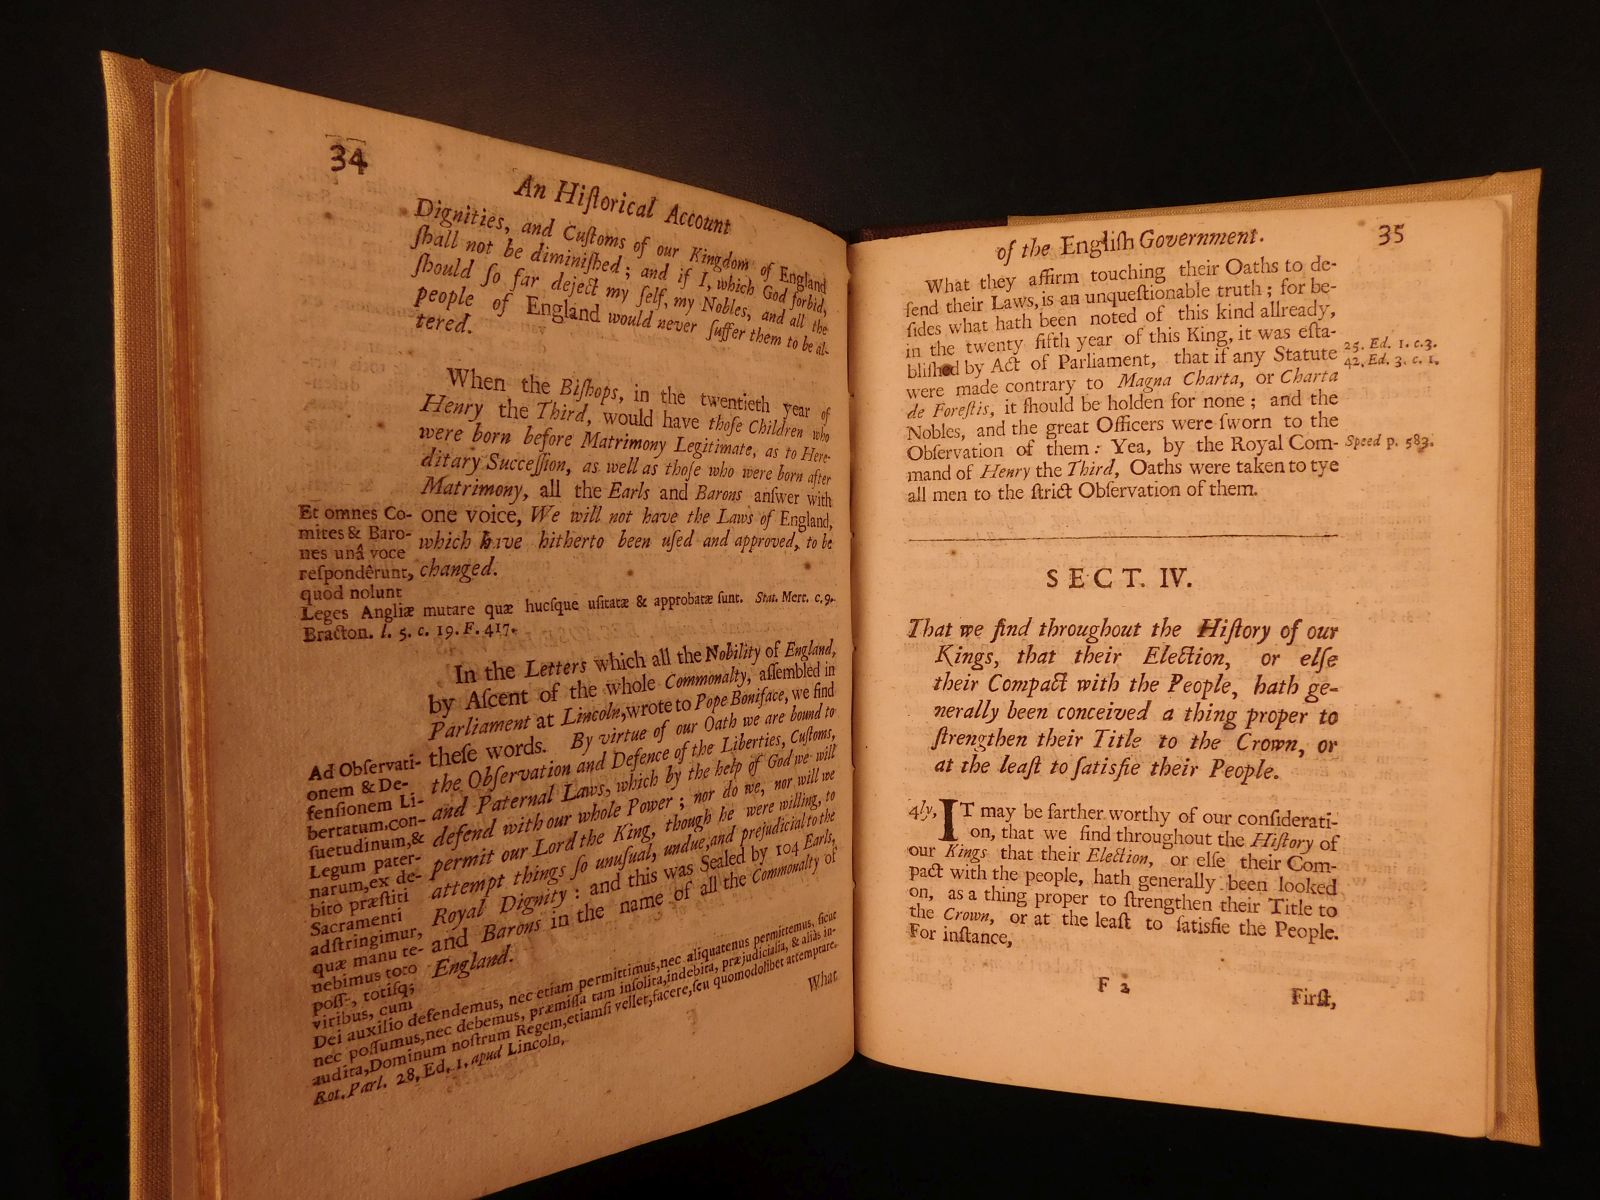 34
An Hiſtorical Account
Dignities, and Cuſtoms of our Kingdom of England
ſhall not be diminiſhed; and if I, which God forbid,
ſhould ſo far deject my ſelf, my Nobles, and all the
people of England would never ſuffer them to be al-
tered.
When the Biſhops, in the twentieth year of
Henry the Third, would have thoſe Children who
were born before Matrimony Legitimate, as to Here-
ditary Succeſſion, as well as thoſe who were born after
Matrimony, all the Earls and Barons anſwer with
one voice, We will not have the Laws of England,
which have hitherto been uſed and approved, to be
changed.
Et omnes Co-
mites & Baro-
nes unâ voce
reſpondêrunt,
quod nolunt
Leges Angliæ mutare quæ hucſque uſitatæ & approbatæ ſunt. Stat. Mert. c. 9.
Bracton. l. 5. c. 19. F. 417.
In the Letters which all the Nobility of England,
by Aſcent of the whole Commonalty, aſſembled in
Parliament at Lincoln, wrote to Pope Boniface, we find
theſe words. By virtue of our Oath we are bound to
the Obſervation and Defence of the Liberties, Cuſtoms,
and Paternal Laws, which by the help of God we will
defend with our whole Power; nor do we, nor will we
permit our Lord the King, though he were willing, to
attempt things ſo unuſual, undue, and prejudicial to the
Royal Dignity: and this was Sealed by 104 Earls,
and Barons in the name of all the Commonalty of
England.
Ad Obſervati-
onem & De-
fenſionem Li-
bertatum, con-
ſuetudinum, &
Legum pater-
narum, ex de-
bito præſtiti
Sacramenti
adſtringimur,
quæ manu te-
nebimus toto
poſſ-, totiſq;
viribus, cum
Dei auxilio defendemus, nec etiam permittimus, nec aliquatenus permittemus, ſicut
nec poſſumus, nec debemus, præmiſſa tam inſolita, indebita, præjudicialia, & aliàs in-
audita, Dominum noſtrum Regem, etiamſi vellet, facere, ſeu quomodolibet attemptare.
Rot. Parl. 28, Ed. 1. apud Lincoln,
What
of the Engliſh Government.
35
What they affirm touching their Oaths to de-
fend their Laws, is an unqueſtionable truth; for be-
ſides what hath been noted of this kind allready,
in the twenty fifth year of this King, it was eſta-
bliſhed by Act of Parliament, that if any Statute
were made contrary to Magna Charta, or Charta
de Foreſtis, it ſhould be holden for none; and the
Nobles, and the great Officers were ſworn to the
Obſervation of them: Yea, by the Royal Com-
mand of Henry the Third, Oaths were taken to tye
all men to the ſtrict Obſervation of them.
25. Ed. 1. c. 3.
42. Ed. 3. c. 1.
Speed p. 583.
SECT. IV.
That we find throughout the Hiſtory of our
Kings, that their Election, or elſe
their Compact with the People, hath ge-
nerally been conceived a thing proper to
ſtrengthen their Title to the Crown, or
at the leaſt to ſatisfie their People.
4ly, IT may be farther worthy of our conſiderati-
on, that we find throughout the Hiſtory of
our Kings that their Election, or elſe their Com-
pact with the people, hath generally been looked
on, as a thing proper to ſtrengthen their Title to
the Crown, or at the leaſt to ſatisfie the People.
For inſtance,
F 2
Firſt,